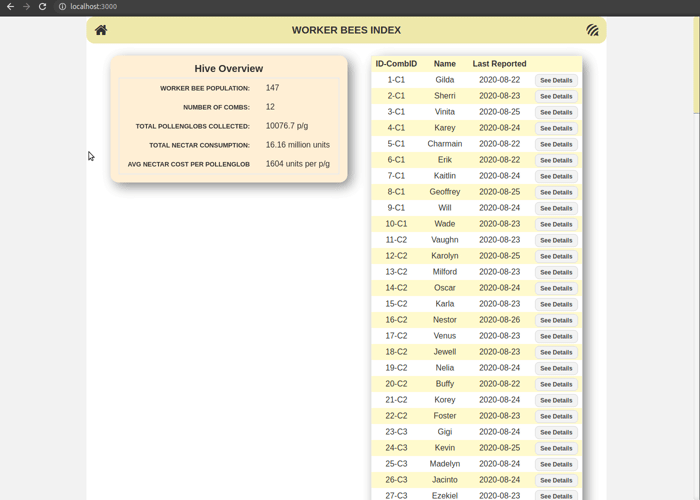 localhost:3000
WORKER BEES INDEX
Hive Overview
WORKER BEE POPULATION: 147
NUMBER OF COMBS: 12
TOTAL POLLENGLOBS COLLECTED: 10076.7 p/g
TOTAL NECTAR CONSUMPTION: 16.16 million units
AVG NECTAR COST PER POLLENGLOB 1604 units per p/g
ID-CombID Name Last Reported
1-C1 Gilda 2020-08-22 See Details
2-C1 Sherri 2020-08-23 See Details
3-C1 Vinita 2020-08-25 See Details
4-C1 Karey 2020-08-24 See Details
5-C1 Charmain 2020-08-22 See Details
6-C1 Erik 2020-08-22 See Details
7-C1 Kaitlin 2020-08-24 See Details
8-C1 Geoffrey 2020-08-25 See Details
9-C1 Will 2020-08-24 See Details
10-C1 Wade 2020-08-23 See Details
11-C2 Vaughn 2020-08-23 See Details
12-C2 Karolyn 2020-08-25 See Details
13-C2 Milford 2020-08-23 See Details
14-C2 Oscar 2020-08-24 See Details
15-C2 Karla 2020-08-23 See Details
16-C2 Nestor 2020-08-26 See Details
17-C2 Venus 2020-08-23 See Details
18-C2 Jewell 2020-08-23 See Details
19-C2 Nelia 2020-08-24 See Details
20-C2 Buffy 2020-08-22 See Details
21-C2 Korey 2020-08-24 See Details
22-C2 Foster 2020-08-23 See Details
23-C3 Gigi 2020-08-24 See Details
24-C3 Kevin 2020-08-25 See Details
25-C3 Madelyn 2020-08-24 See Details
26-C3 Jacinto 2020-08-24 See Details
27-C3 Ezekiel 2020-08-23 See Details